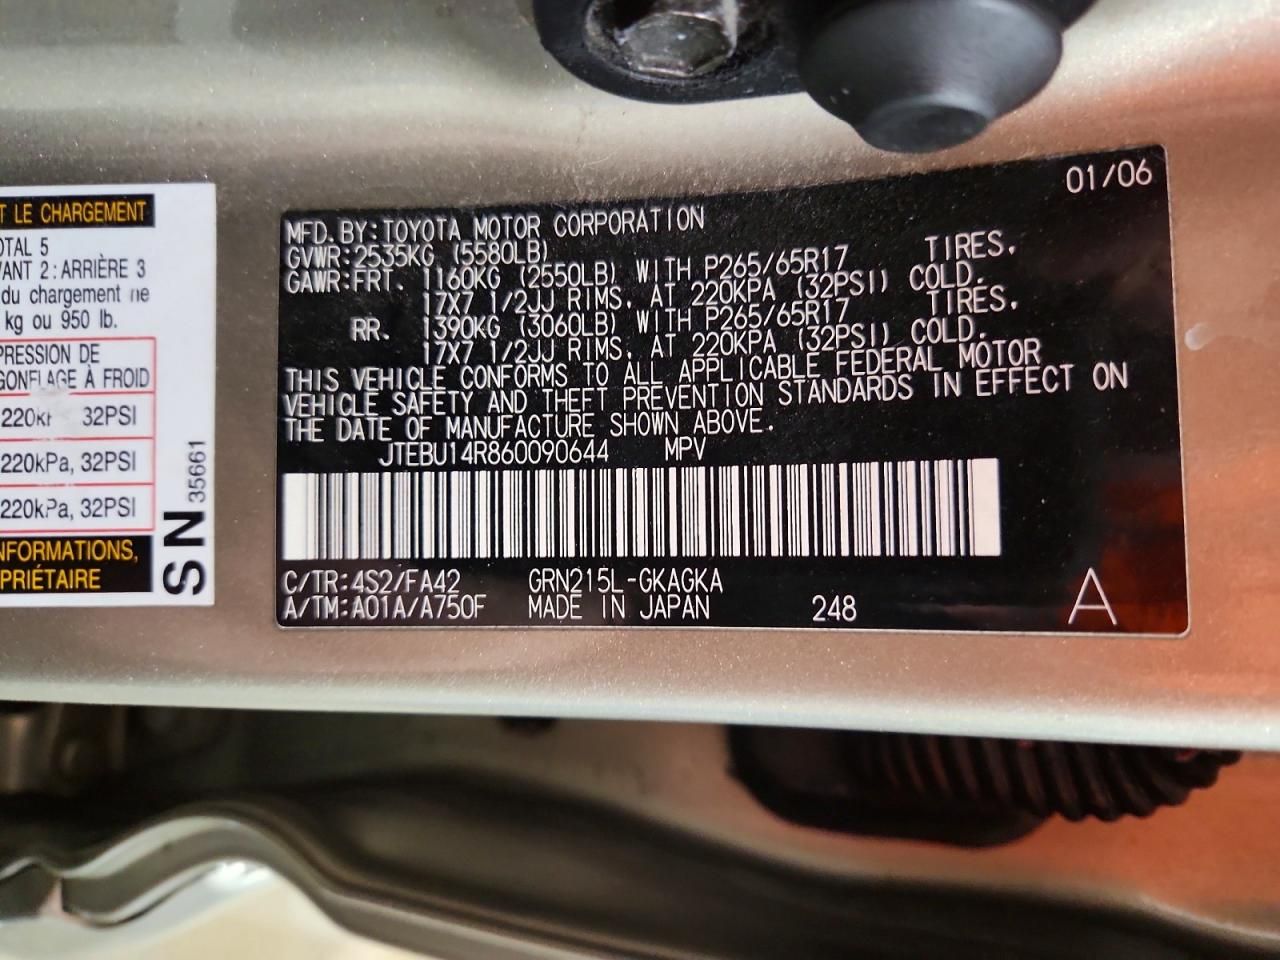 T LE CHARGEMENT
OTAL 5
VANT 2: ARRIÈRE 3
du chargement ne
kg ou 950 lb.
PRESSION DE
GONFLAGE À FROID
220k 32PSI
220kPa, 32PSI
220kPa, 32PSI
NFORMATIONS,
PRIÉTAIRE
SN 35661
01/06
MFD. BY: TOYOTA MOTOR CORPORATION
GVWR: 2535KG (5580LB)
GAWR: FRT. 1160KG (2550LB) WITH P265/65R17 TIRES,
17X7 1/2JJ RIMS, AT 220KPA (32PSI) COLD.
RR. 1390KG (3060LB) WITH P265/65R17 TIRES,
17X7 1/2JJ RIMS, AT 220KPA (32PSI) COLD.
THIS VEHICLE CONFORMS TO ALL APPLICABLE FEDERAL MOTOR
VEHICLE SAFETY AND THEFT PREVENTION STANDARDS IN EFFECT ON
THE DATE OF MANUFACTURE SHOWN ABOVE.
JTEBU14R860090644 MPV
C/TR: 4S2/FA42 GRN215L-GKAGKA
A/TM: A01A/A750F MADE IN JAPAN 248 A